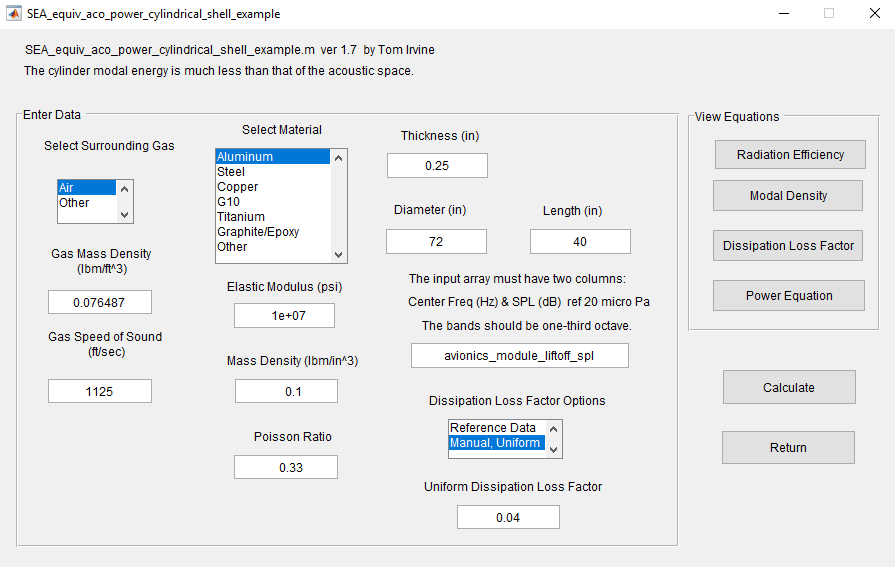 SEA_equiv_aco_power_cylindrical_shell_example
SEA_equiv_aco_power_cylindrical_shell_example.m ver 1.7 by Tom Irvine
The cylinder modal energy is much less than that of the acoustic space.
Enter Data
Select Surrounding Gas
Air
Other
Gas Mass Density
(lbm/ft^3)
0.076487
Gas Speed of Sound
(ft/sec)
1125
Select Material
Aluminum
Steel
Copper
G10
Titanium
Graphite/Epoxy
Other
Elastic Modulus (psi)
1e+07
Mass Density (lbm/in^3)
0.1
Poisson Ratio
0.33
Thickness (in)
0.25
Diameter (in)
72
Length (in)
40
The input array must have two columns:
Center Freq (Hz) & SPL (dB) ref 20 micro Pa
The bands should be one-third octave.
avionics_module_liftoff_spl
Dissipation Loss Factor Options
Reference Data
Manual, Uniform
Uniform Dissipation Loss Factor
0.04
View Equations
Radiation Efficiency
Modal Density
Dissipation Loss Factor
Power Equation
Calculate
Return